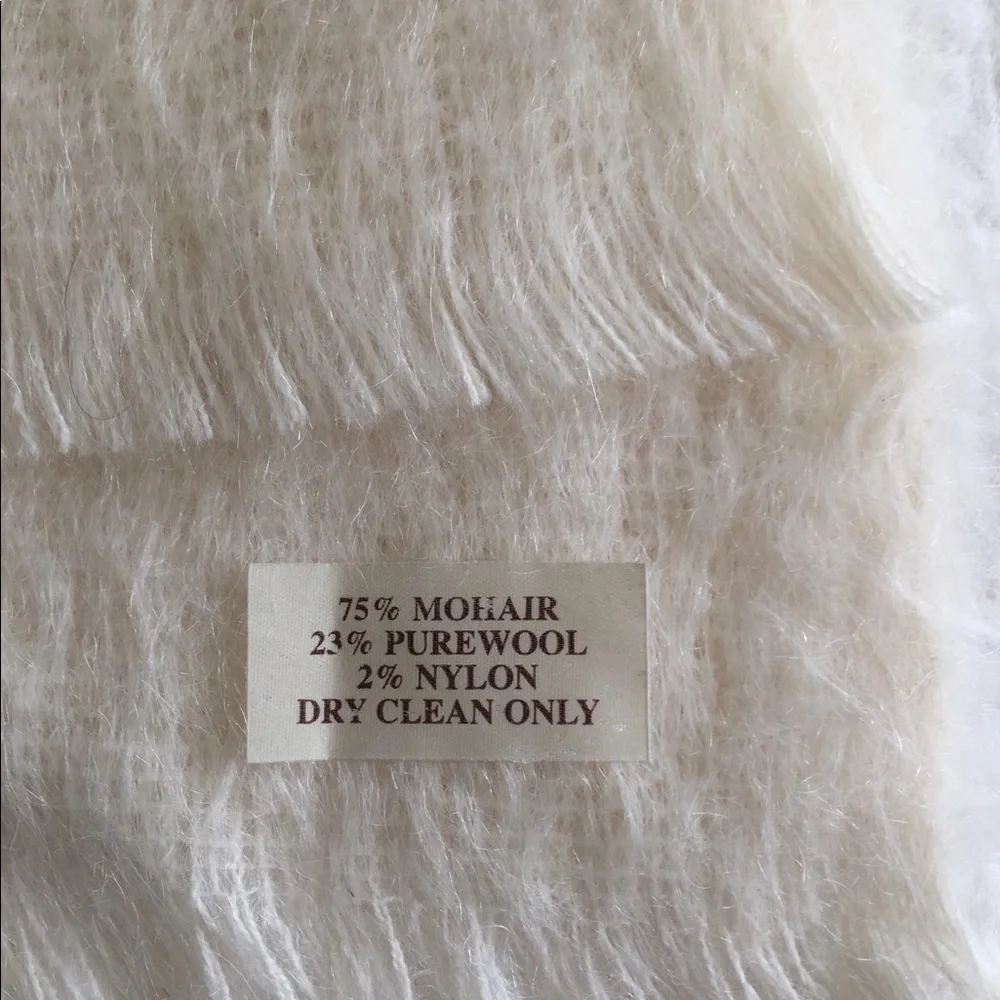 75% MOHAIR
23% PUREWOOL
2% NYLON
DRY CLEAN ONLY